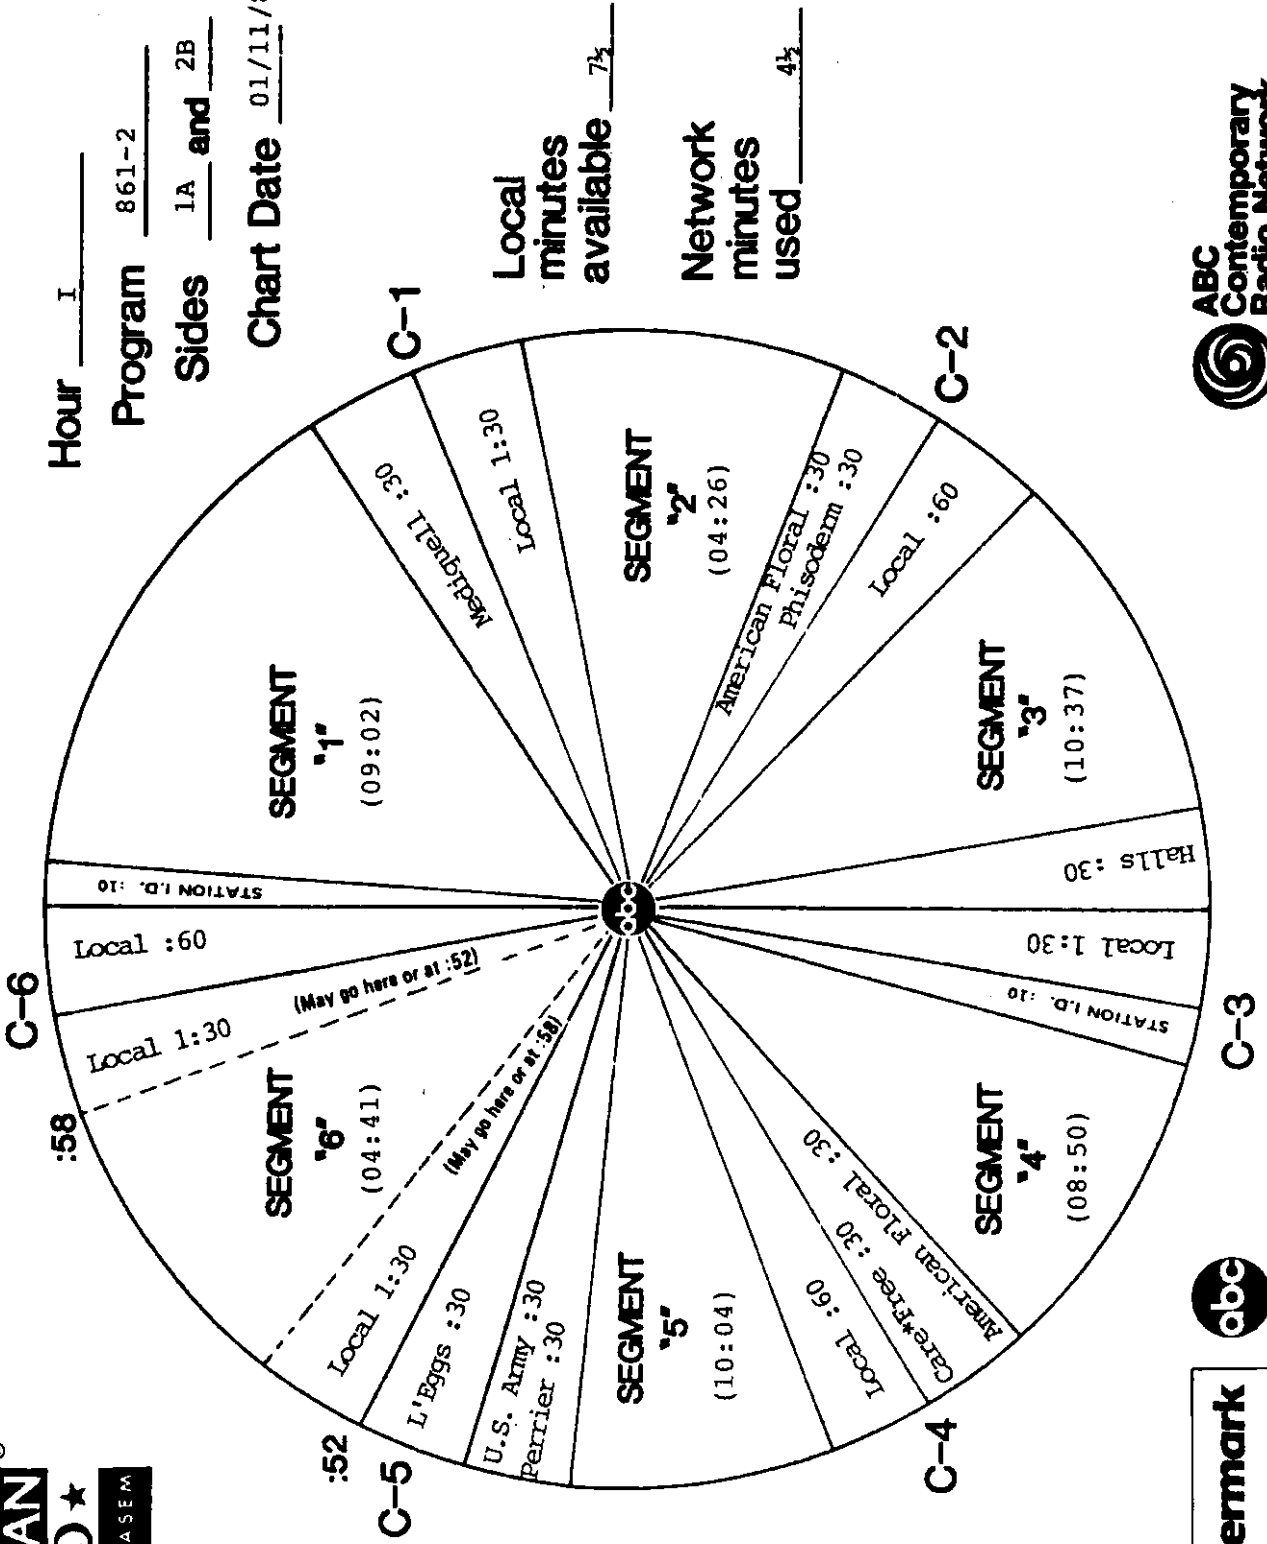 Hour I
Program 861-2
Sides 1A and 2B
Chart Date 01/11/
Local
minutes
available 7½
Network
minutes
used 4½
C-1
C-2
C-3
C-4
C-5
C-6
:52
:58
STATION I.D. :10
SEGMENT
"1"
(09:02)
Mediquell :30
Local 1:30
SEGMENT
"2"
(04:26)
American Floral :30
Phisoderm :30
Local :60
SEGMENT
"3"
(10:37)
Halls :30
Local 1:30
STATION I.D. :10
SEGMENT
"4"
(08:50)
American Floral :30
Care*Free :30
Local :60
SEGMENT
"5"
(10:04)
Perrier :30
U.S. Army :30
L'Eggs :30
Local 1:30
(May go here or at :58)
SEGMENT
"6"
(04:41)
(May go here or at :52)
Local 1:30
Local :60
abc
AN
ASEM
ermark
abc
ABC
Contemporary
Radio Network